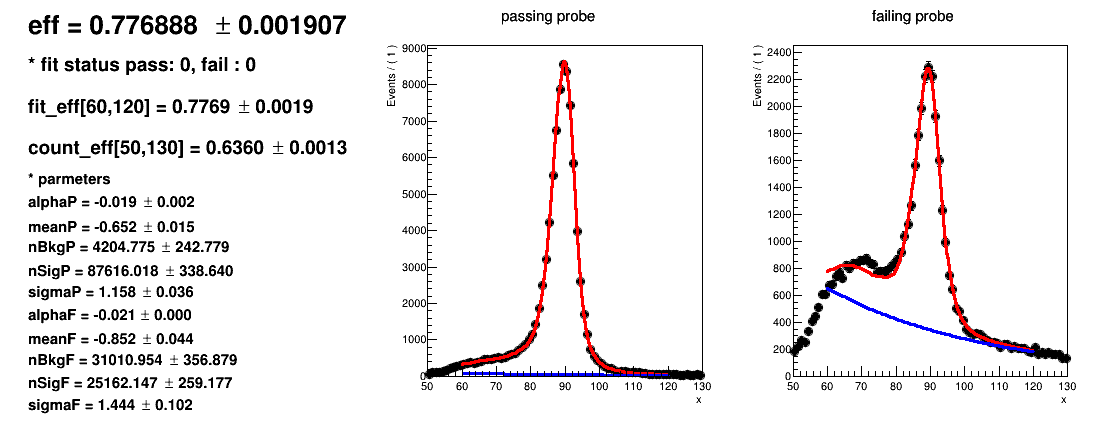 eff = 0.776888 ± 0.001907
* fit status pass: 0, fail : 0
fit_eff[60,120] = 0.7769 ± 0.0019
count_eff[50,130] = 0.6360 ± 0.0013
* parmeters
alphaP = -0.019 ± 0.002
meanP = -0.652 ± 0.015
nBkgP = 4204.775 ± 242.779
nSigP = 87616.018 ± 338.640
sigmaP = 1.158 ± 0.036
alphaF = -0.021 ± 0.000
meanF = -0.852 ± 0.044
nBkgF = 31010.954 ± 356.879
nSigF = 25162.147 ± 259.177
sigmaF = 1.444 ± 0.102
passing probe
Events / ( 1 )
9000
8000
7000
6000
5000
4000
3000
2000
1000
0
50 60 70 80 90 100 110 120 130
x
failing probe
Events / ( 1 )
2400
2200
2000
1800
1600
1400
1200
1000
800
600
400
200
0
50 60 70 80 90 100 110 120 130
x